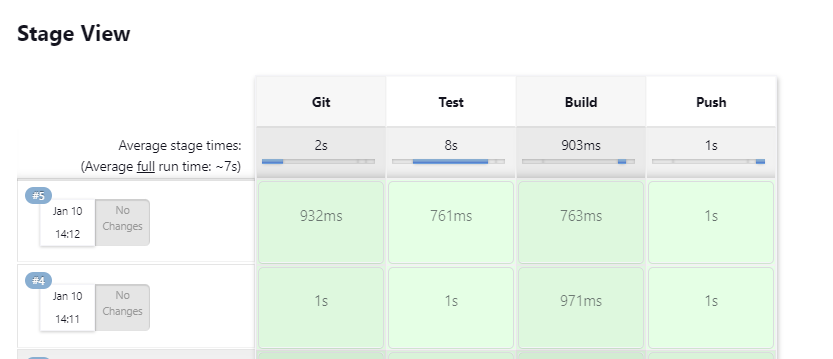 Stage View
Git Test Build Push
Average stage times: 2s 8s 903ms 1s
(Average full run time: ~7s)
#5
Jan 10 No
14:12 Changes
932ms 761ms 763ms 1s
#4
Jan 10 No
14:11 Changes
1s 1s 971ms 1s